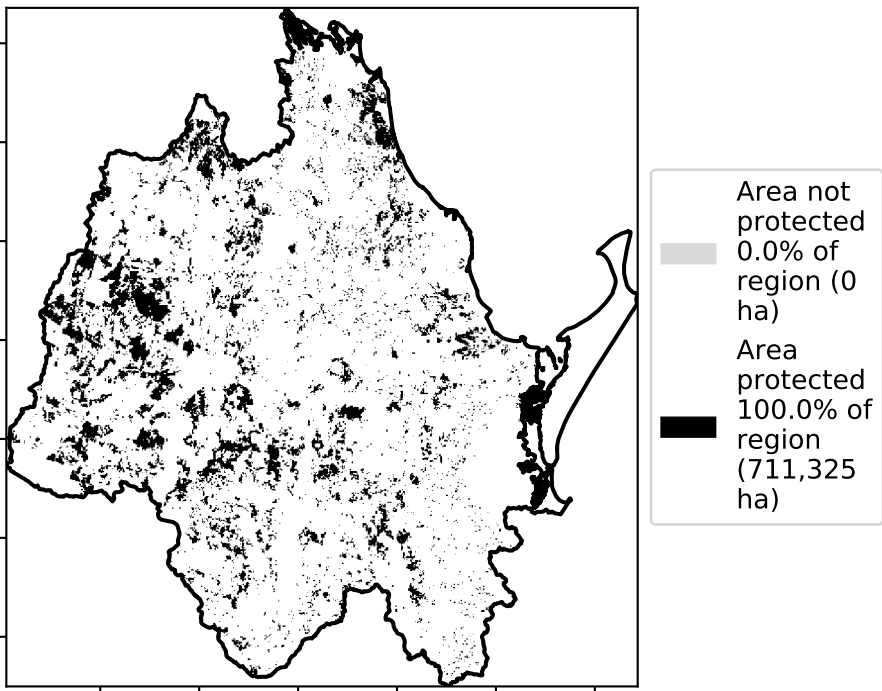 Area not
protected
0.0% of
region (0
ha)
Area
protected
100.0% of
region
(711,325
ha)